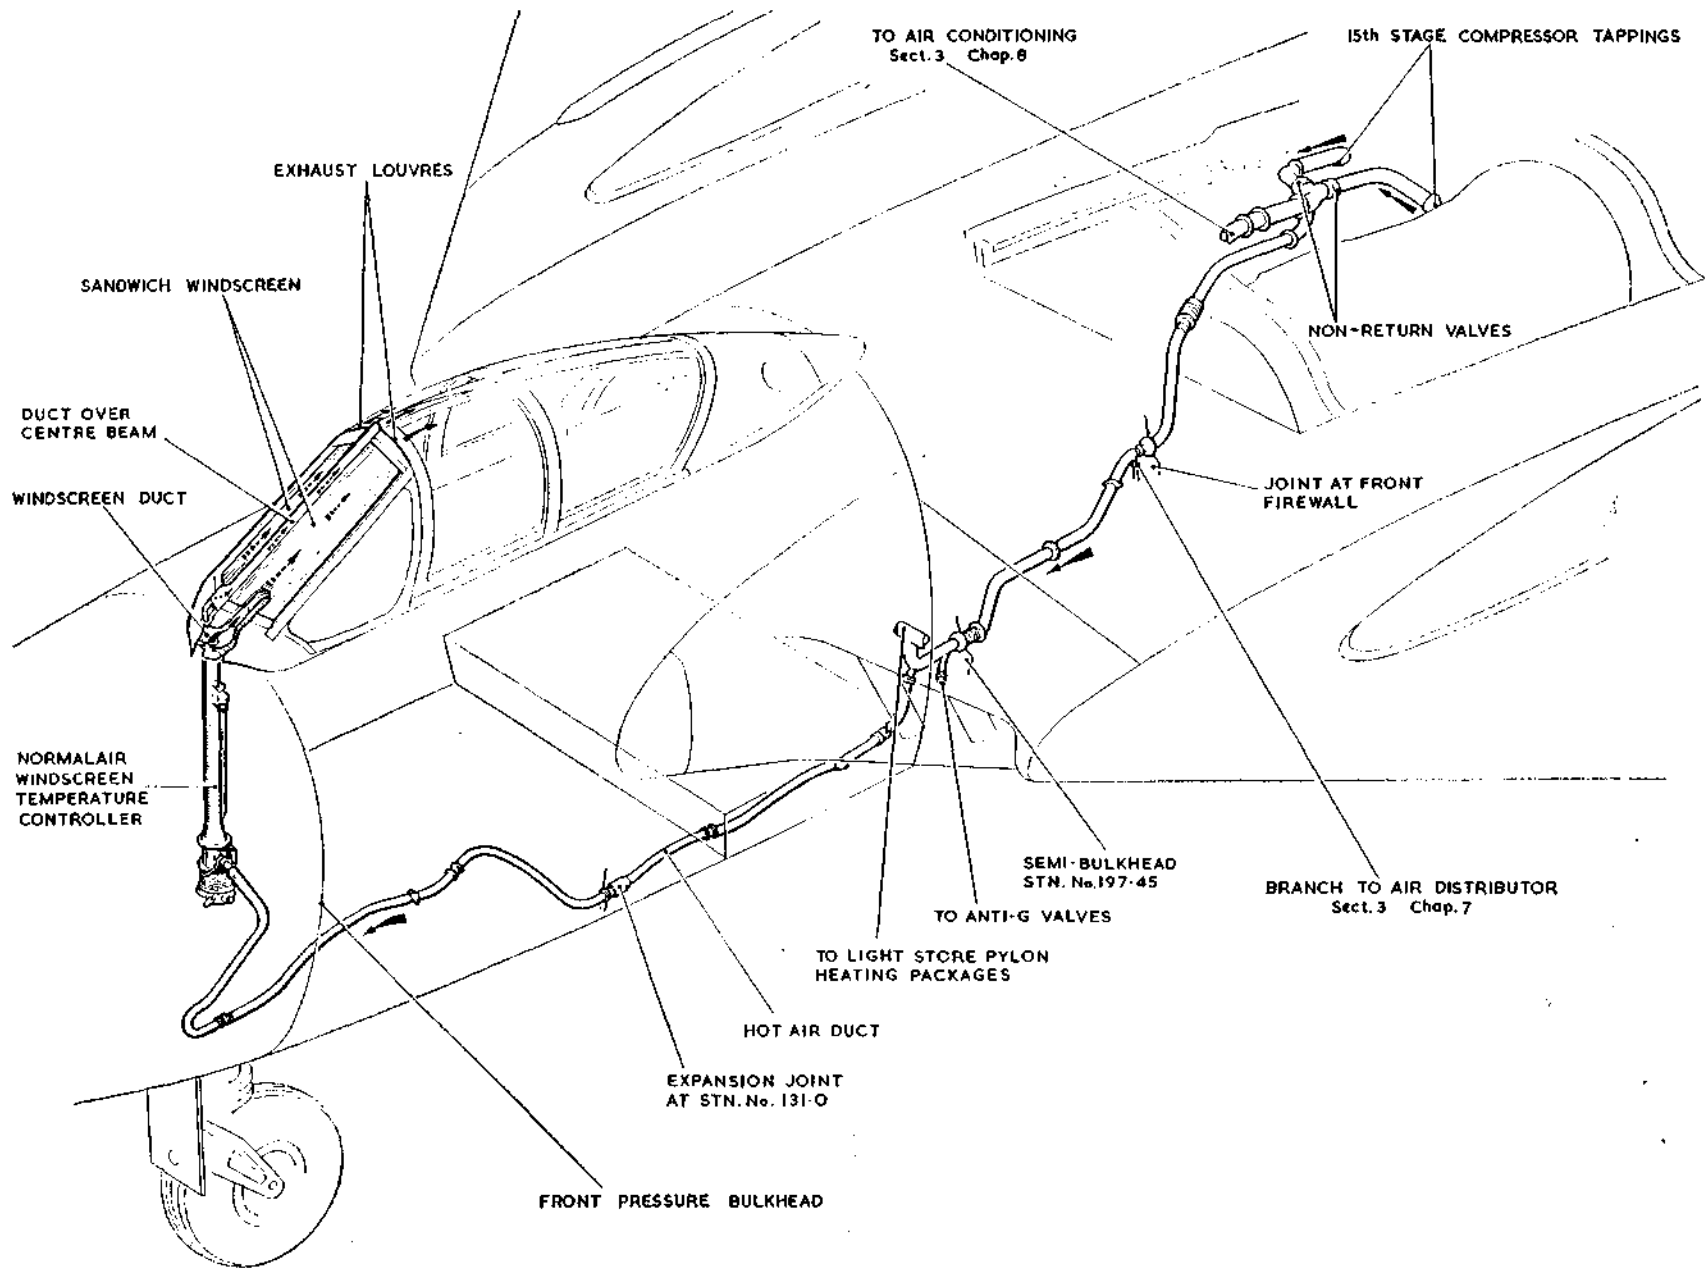 TO AIR CONDITIONING
Sect.3 Chap.8
15th STAGE COMPRESSOR TAPPINGS
EXHAUST LOUVRES
SANDWICH WINDSCREEN
NON-RETURN VALVES
DUCT OVER
CENTRE BEAM
WINDSCREEN DUCT
JOINT AT FRONT
FIREWALL
NORMALAIR
WINDSCREEN
TEMPERATURE
CONTROLLER
SEMI-BULKHEAD
STN. No.197·45
BRANCH TO AIR DISTRIBUTOR
Sect.3 Chap.7
TO ANTI-G VALVES
TO LIGHT STORE PYLON
HEATING PACKAGES
HOT AIR DUCT
EXPANSION JOINT
AT STN.No. 131·0
FRONT PRESSURE BULKHEAD